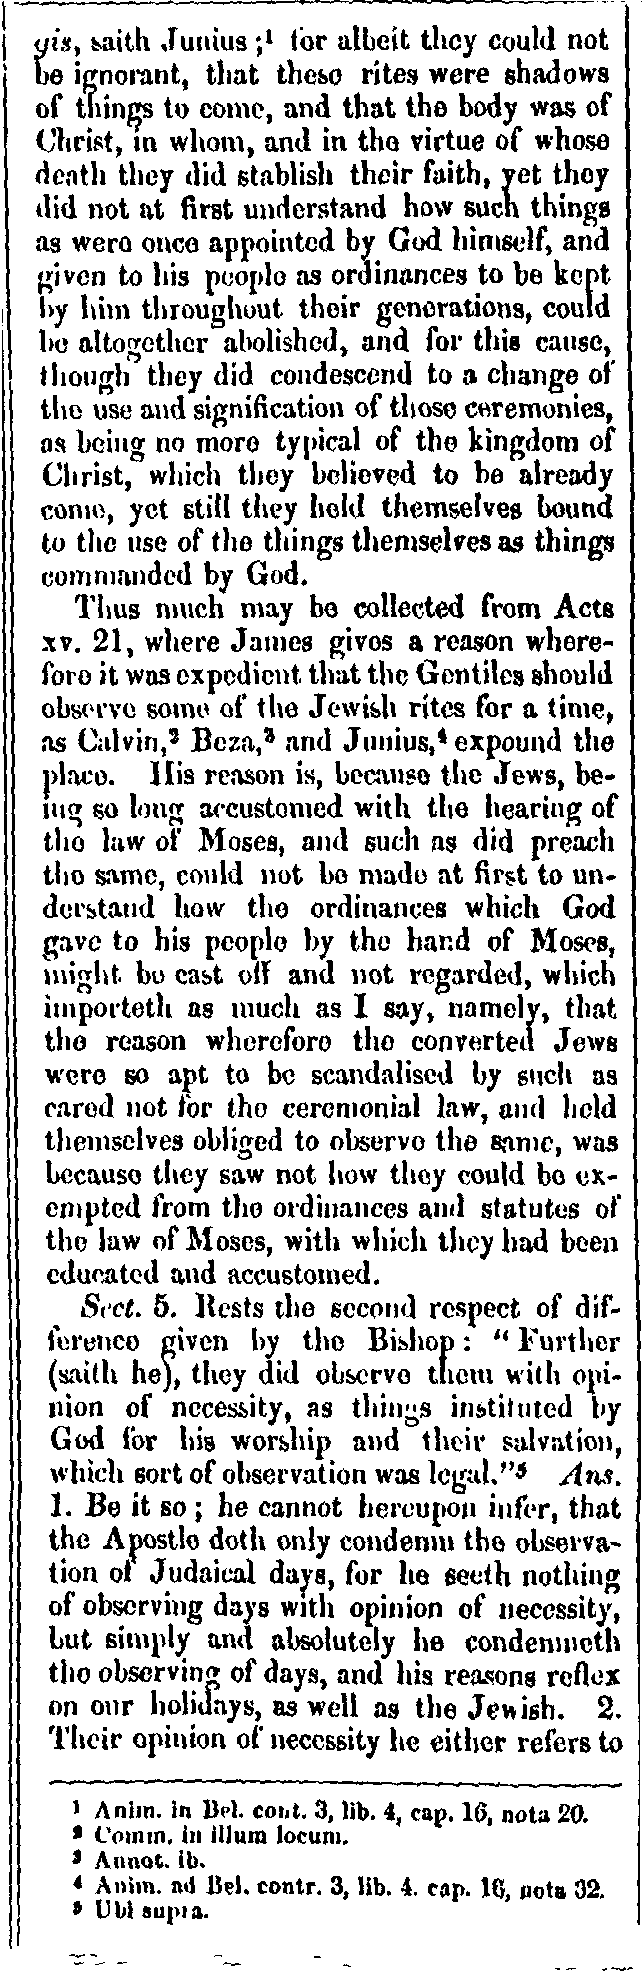 gis, saith Junius;¹ for albeit they could not
be ignorant, that these rites were shadows
of things to come, and that the body was of
Christ, in whom, and in the virtue of whose
death they did stablish their faith, yet they
did not at first understand how such things
as were once appointed by God himself, and
given to his people as ordinances to be kept
by him throughout their generations, could
be altogether abolished, and for this cause,
though they did condescend to a change of
the use and signification of those ceremonies,
as being no more typical of the kingdom of
Christ, which they believed to be already
come, yet still they held themselves bound
to the use of the things themselves as things
commanded by God.
Thus much may be collected from Acts
xv. 21, where James gives a reason where-
fore it was expedient that the Gentiles should
observe some of the Jewish rites for a time,
as Calvin,² Beza,³ and Junius,⁴ expound the
place. His reason is, because the Jews, be-
ing so long accustomed with the hearing of
the law of Moses, and such as did preach
the same, could not be made at first to un-
derstand how the ordinances which God
gave to his people by the hand of Moses,
might be cast off and not regarded, which
importeth as much as I say, namely, that
the reason wherefore the converted Jews
were so apt to be scandalised by such as
cared not for the ceremonial law, and held
themselves obliged to observe the same, was
because they saw not how they could be ex-
empted from the ordinances and statutes of
the law of Moses, with which they had been
educated and accustomed.
Sect. 5. Rests the second respect of dif-
ference given by the Bishop: “Further
(saith he), they did observe them with opi-
nion of necessity, as things instituted by
God for his worship and their salvation,
which sort of observation was legal.”⁵ Ans.
1. Be it so; he cannot hereupon infer, that
the Apostle doth only condemn the observa-
tion of Judaical days, for he seeth nothing
of observing days with opinion of necessity,
but simply and absolutely he condemneth
the observing of days, and his reasons reflex
on our holidays, as well as the Jewish. 2.
Their opinion of necessity he either refers to
¹ Anim. in Bel. cont. 3, lib. 4, cap. 16, nota 20.
² Comm. in illum locum.
³ Annot. ib.
⁴ Anim. ad Bel. contr. 3, lib. 4. cap. 16, nota 32.
⁵ Ubi supra.